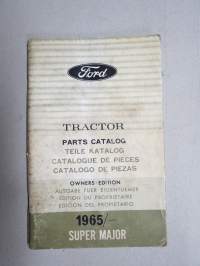 Ford
TRACTOR
PARTS CATALOG
TEILE KATALOG
CATALOGUE DE PIECES
CATALOGO DE PIEZAS
OWNERS-EDITION
AUSGABE FUER EIGENTUEMER
EDITION DU PROPRIETAIRE
EDICION DEL PROPIETARIO
1965/—
SUPER MAJOR